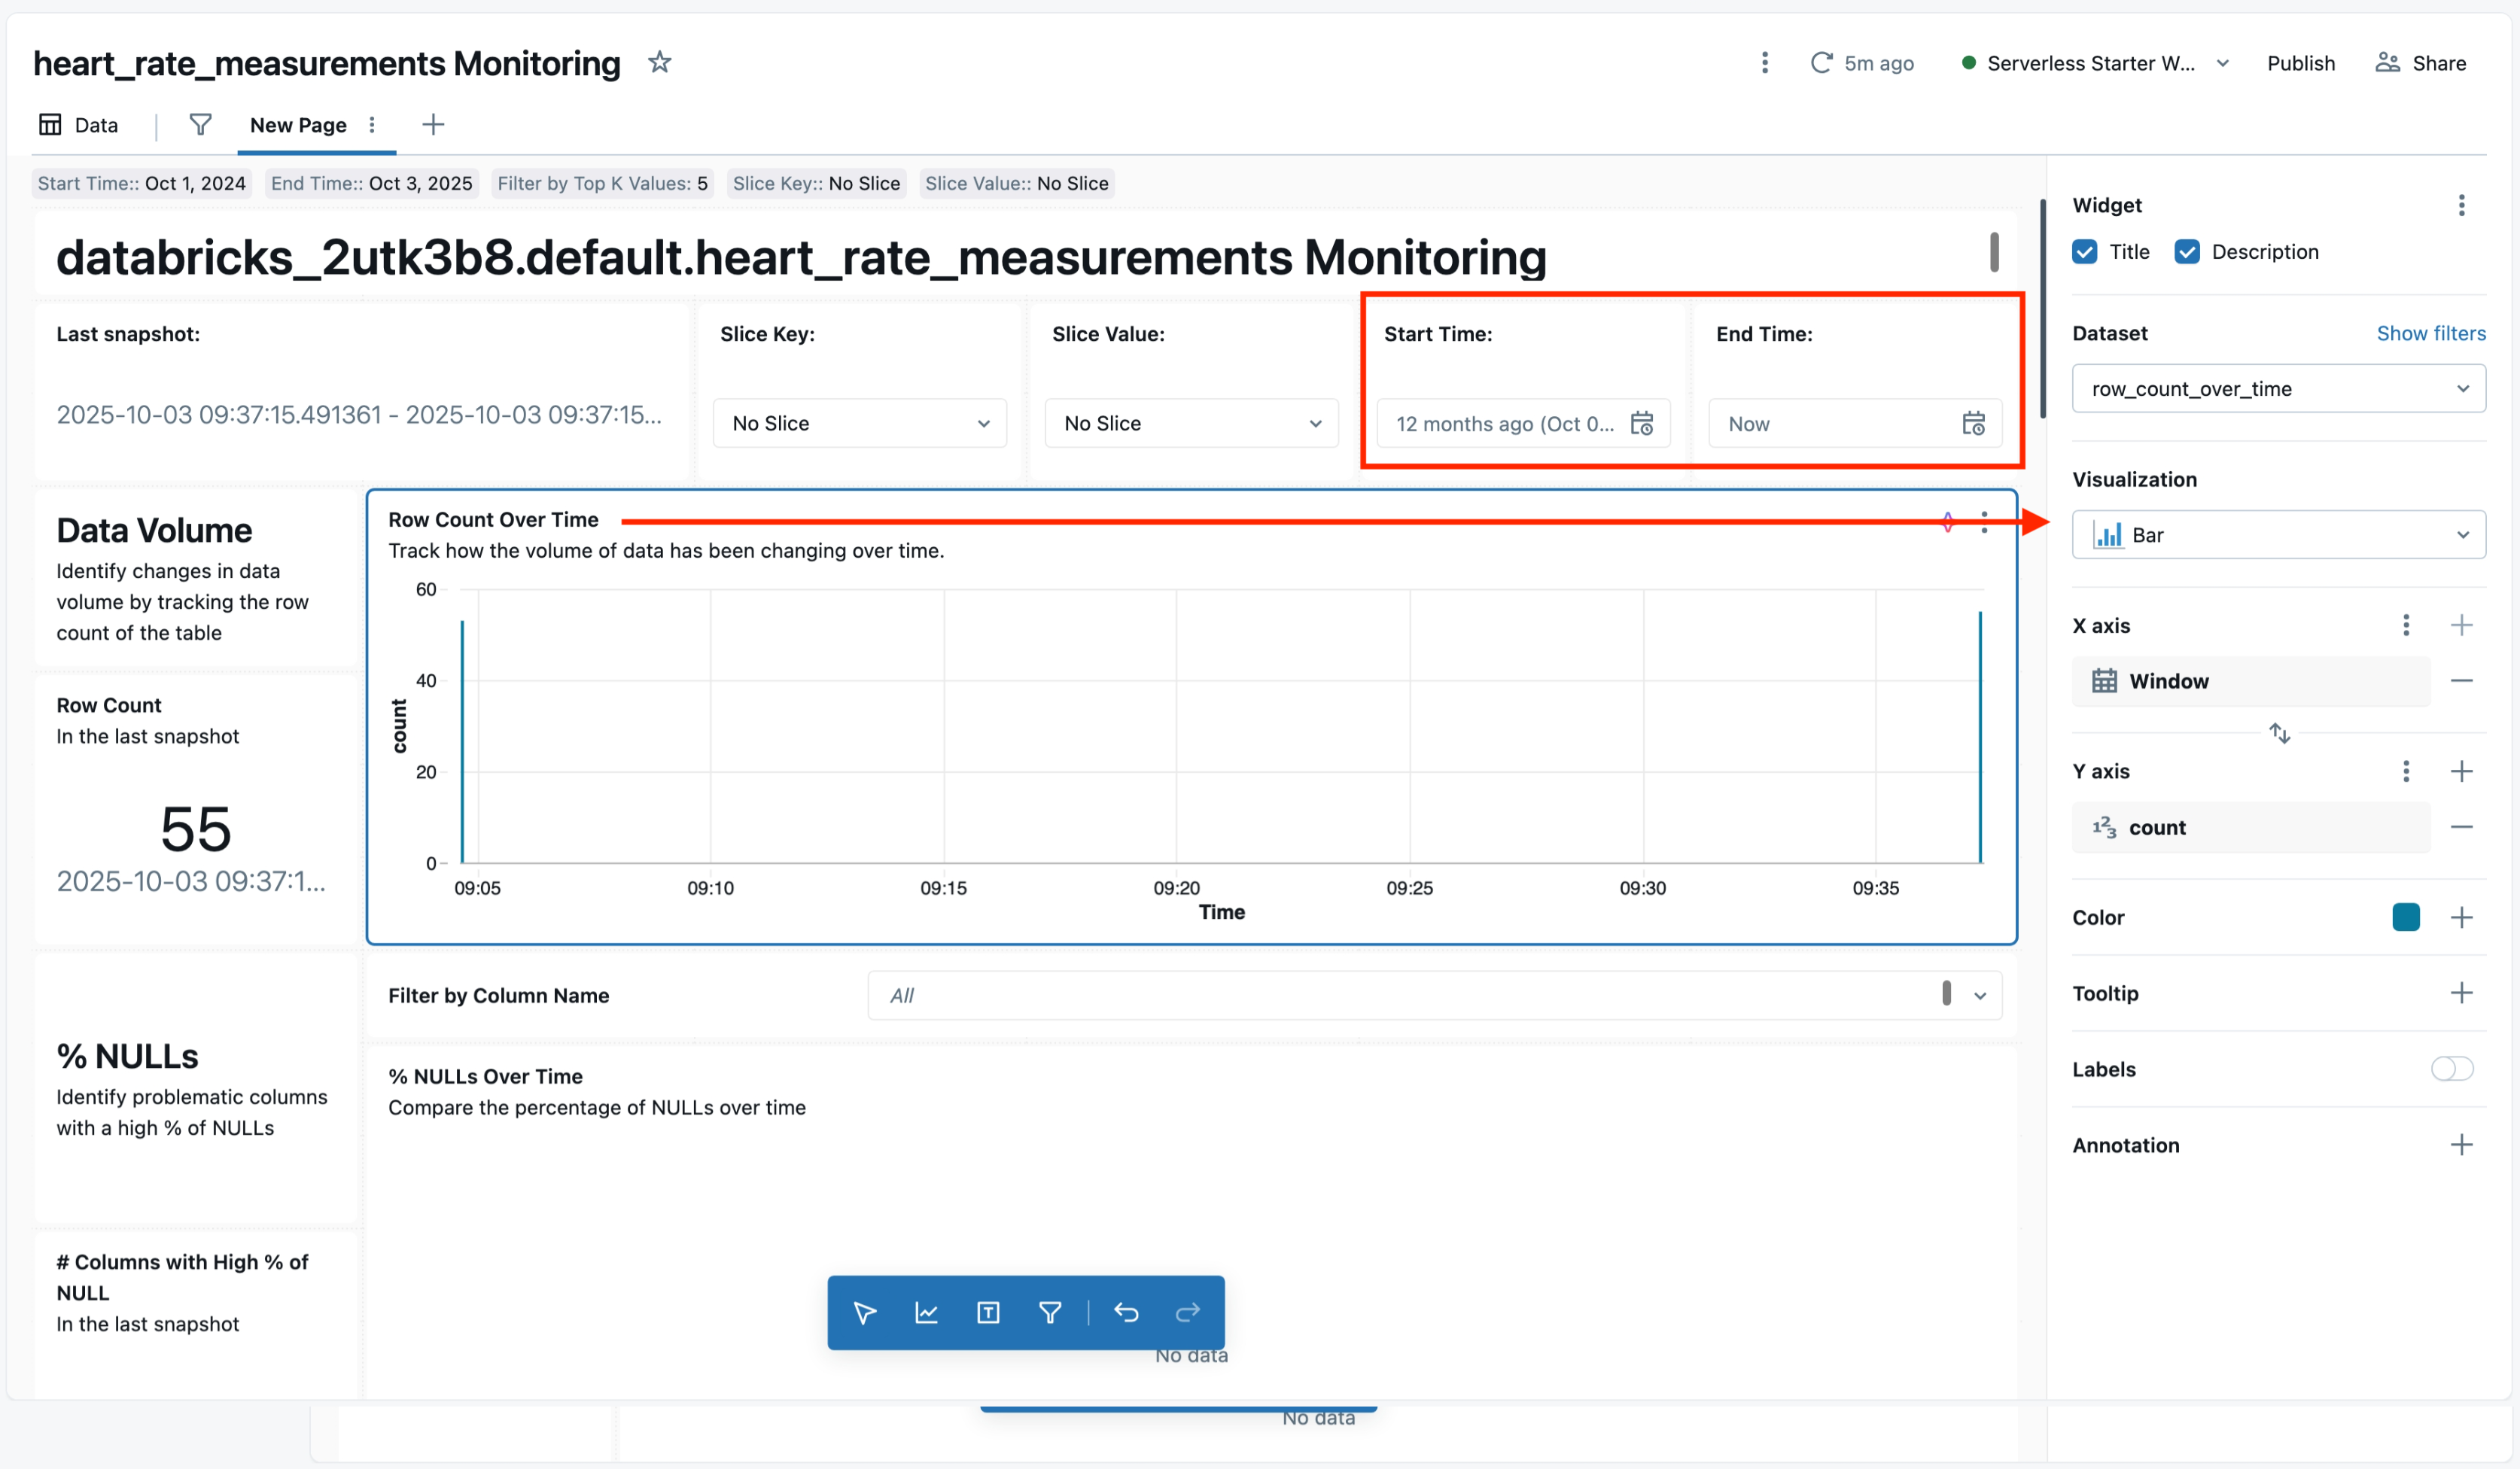 heart_rate_measurements Monitoring
5m ago
Serverless Starter W...
Publish
Share
Data
New Page
Start Time:: Oct 1, 2024
End Time:: Oct 3, 2025
Filter by Top K Values: 5
Slice Key:: No Slice
Slice Value:: No Slice
databricks_2utk3b8.default.heart_rate_measurements Monitoring
Last snapshot:
2025-10-03 09:37:15.491361 - 2025-10-03 09:37:15...
Slice Key:
No Slice
Slice Value:
No Slice
Start Time:
12 months ago (Oct 0...
End Time:
Now
Data Volume
Identify changes in data
volume by tracking the row
count of the table
Row Count
In the last snapshot
55
2025-10-03 09:37:1...
Row Count Over Time
Track how the volume of data has been changing over time.
60
40
20
0
count
09:05
09:10
09:15
09:20
09:25
09:30
09:35
Time
Filter by Column Name
All
% NULLs
Identify problematic columns
with a high % of NULLs
% NULLs Over Time
Compare the percentage of NULLs over time
# Columns with High % of
NULL
In the last snapshot
No data
No data
Widget
Title
Description
Dataset
Show filters
row_count_over_time
Visualization
Bar
X axis
Window
Y axis
123
count
Color
Tooltip
Labels
Annotation